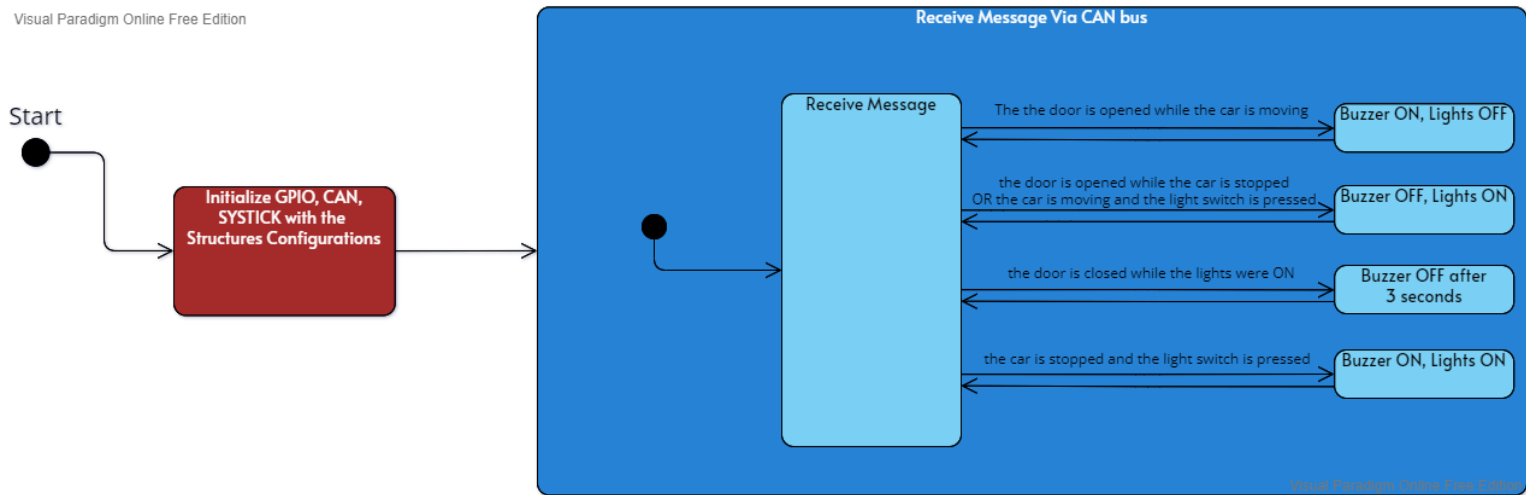 Visual Paradigm Online Free Edition
Receive Message Via CAN bus
Start
Initialize GPIO, CAN,
SYSTICK with the
Structures Configurations
Receive Message
The the door is opened while the car is moving
Buzzer ON, Lights OFF
the door is opened while the car is stopped
OR the car is moving and the light switch is pressed
Buzzer OFF, Lights ON
the door is closed while the lights were ON
Buzzer OFF after
3 seconds
the car is stopped and the light switch is pressed
Buzzer ON, Lights ON
Visual Paradigm Online Free Edition